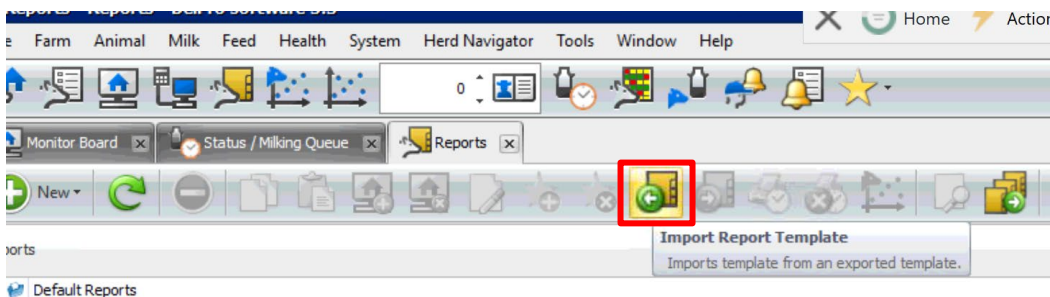 Home Action
Farm Animal Milk Feed Health System Herd Navigator Tools Window Help
0
Monitor Board Status / Milking Queue Reports
New
Import Report Template
Imports template from an exported template.
Default Reports